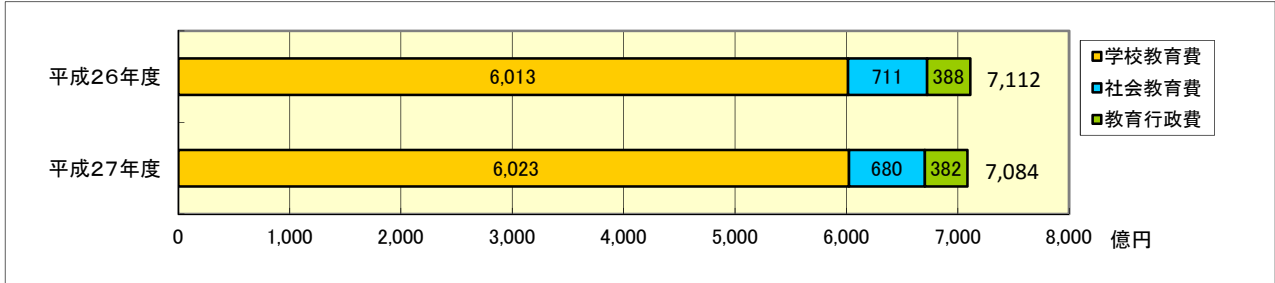 平成26年度
6,013
711
388
7,112
平成27年度
6,023
680
382
7,084
0
1,000
2,000
3,000
4,000
5,000
6,000
7,000
8,000
億円
学校教育費
社会教育費
教育行政費